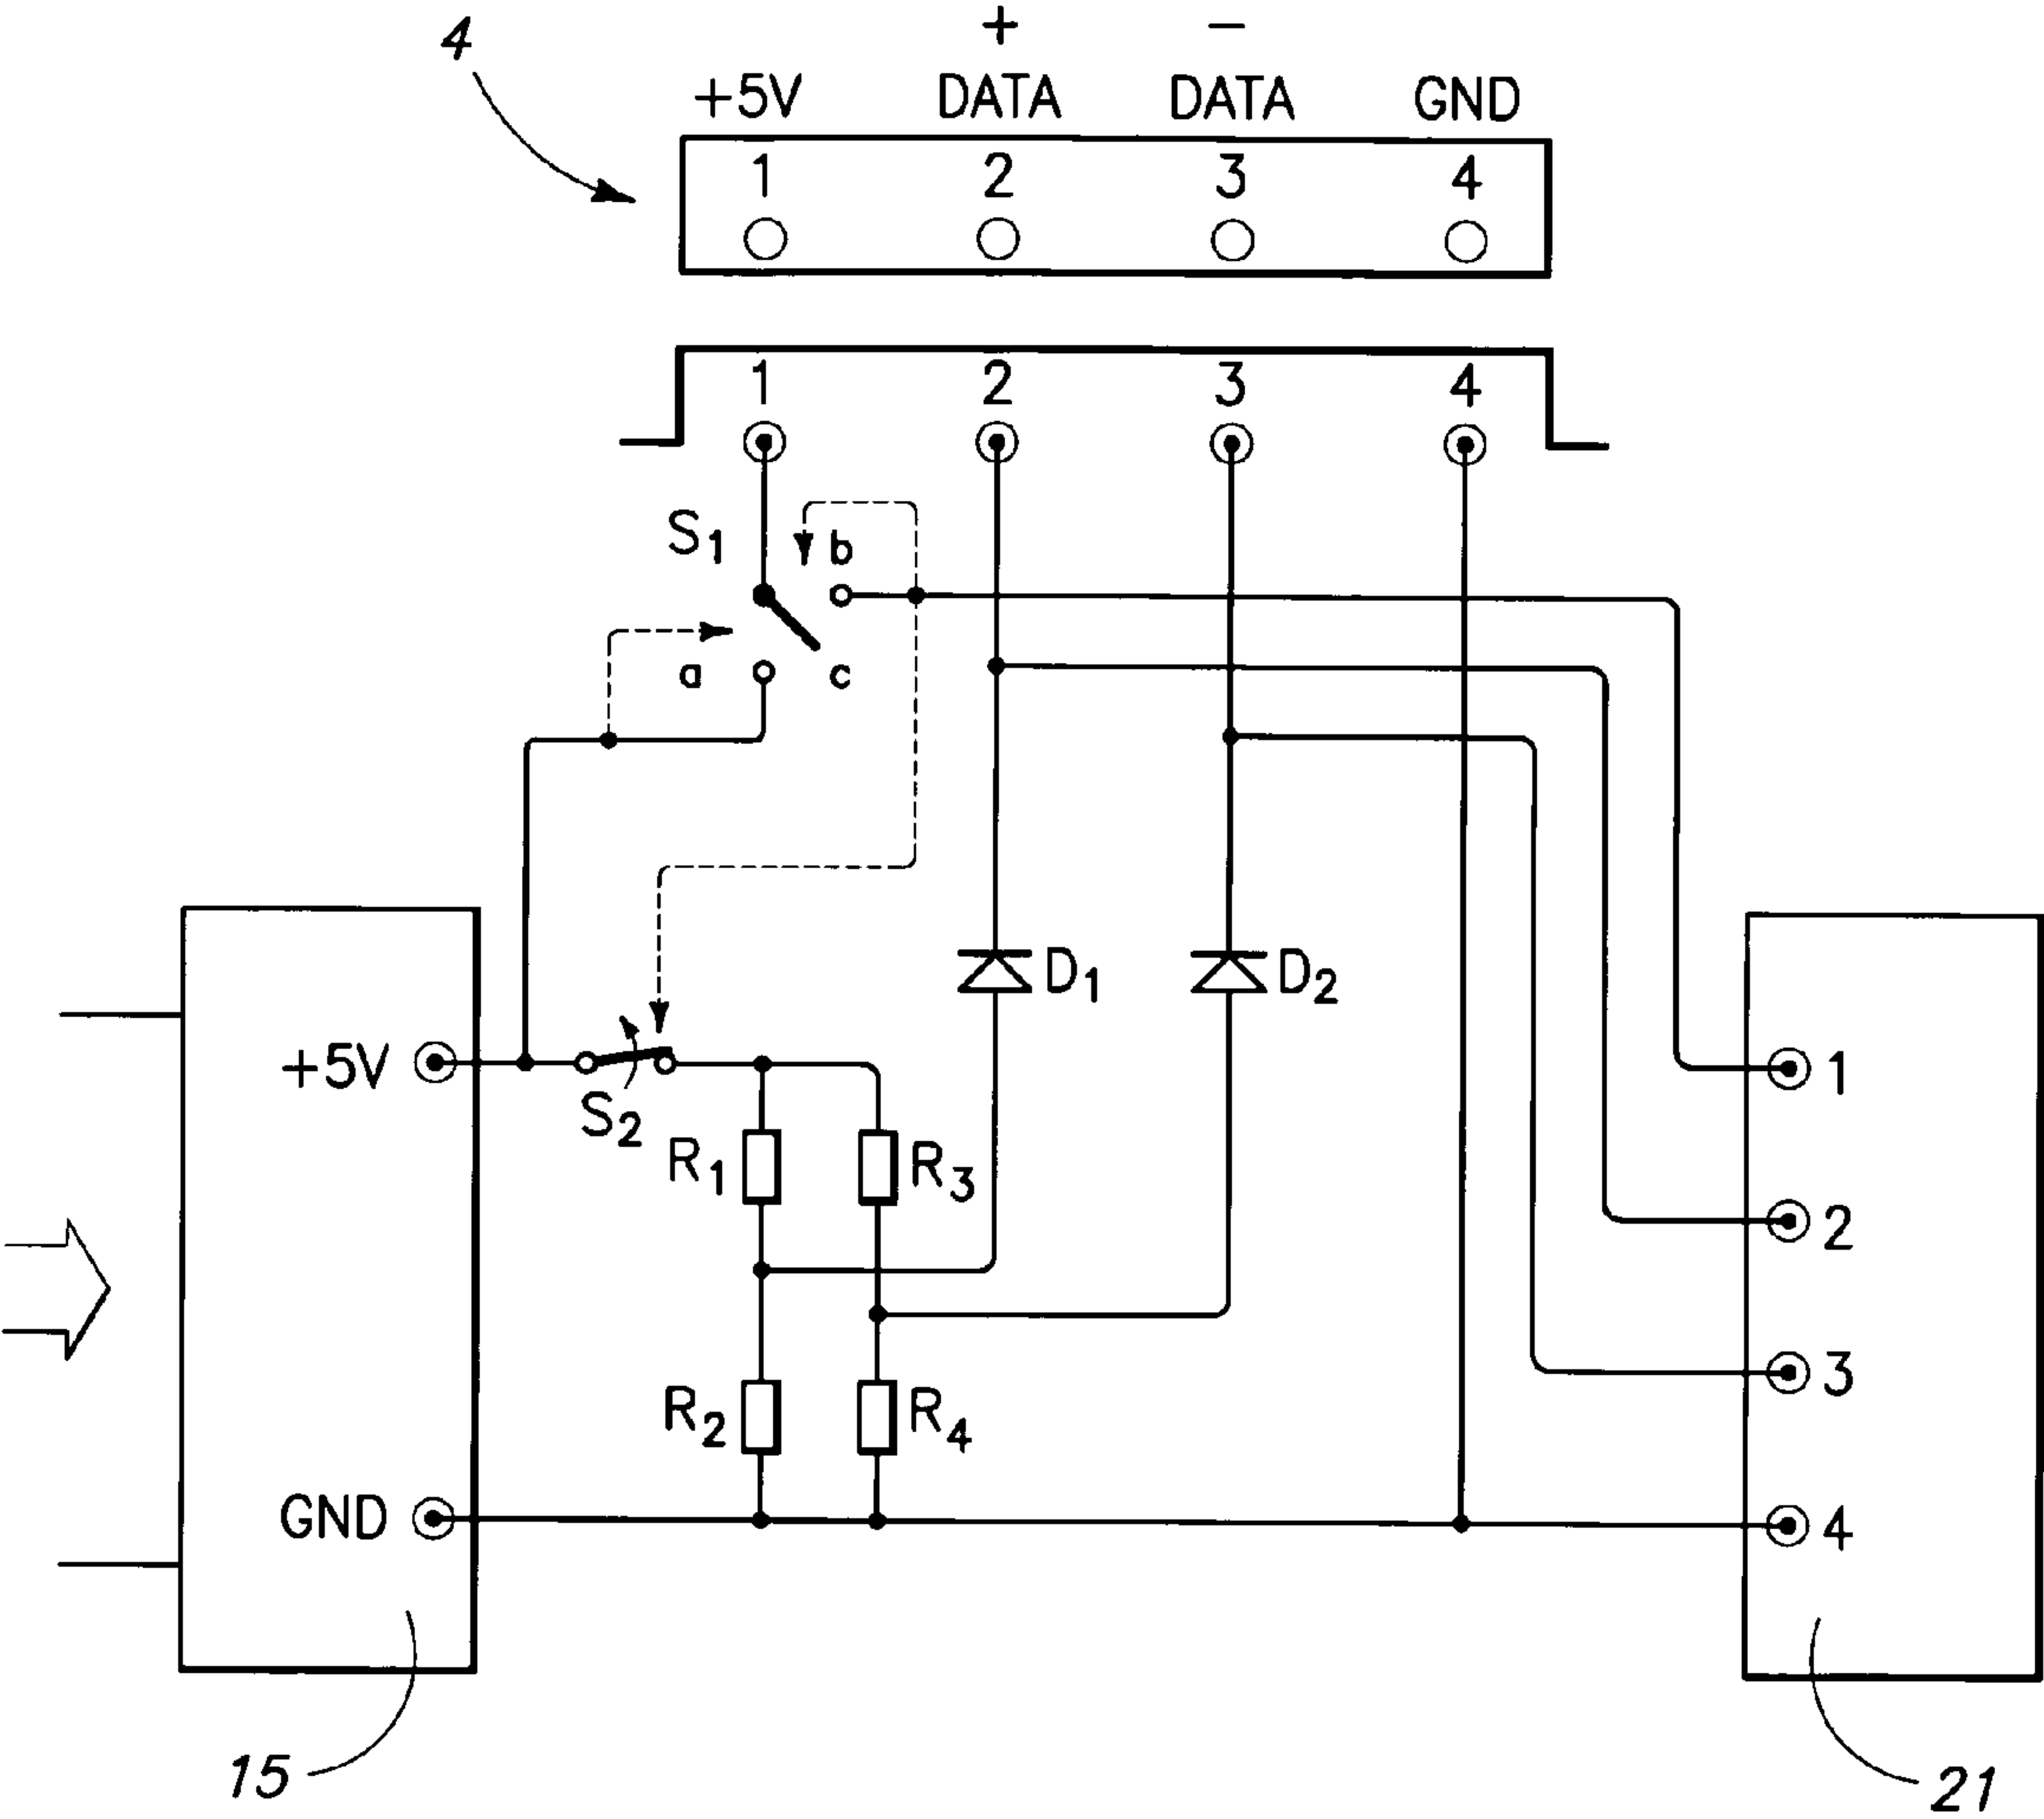 4
+ −
+5V DATA DATA GND
1 2 3 4
1 2 3 4
S1
b
a c
+5V
D1 D2
S2
R1 R3
1
2
R2 R4
3
GND
4
15
21